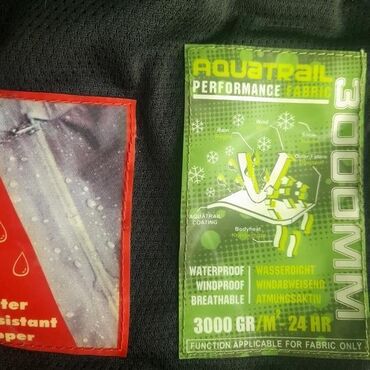 AQUATRAIL
PERFORMANCE FABRIC
3000MM
Rain
Wind
Snow
Outer Fabric
AQUATRAIL
COATING
Bodyheat
WATERPROOF
WINDPROOF
BREATHABLE
WASSERDICHT
WINDABWEISEND
ATMUNGSAKTIV
3000 GR/M²- 24 HR
FUNCTION APPLICABLE FOR FABRIC ONLY
ter
sistant
pper